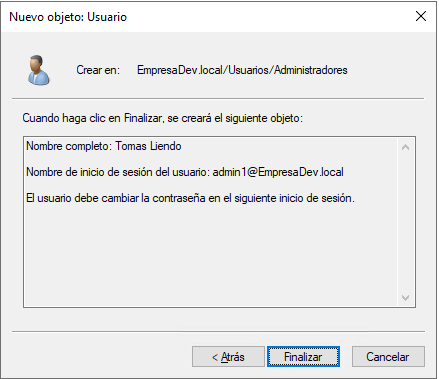 Nuevo objeto: Usuario
Crear en: EmpresaDev.local/Usuarios/Administradores
Cuando haga clic en Finalizar, se creará el siguiente objeto:
Nombre completo: Tomas Liendo
Nombre de inicio de sesión del usuario: admin1@EmpresaDev.local
El usuario debe cambiar la contraseña en el siguiente inicio de sesión.
< Atrás Finalizar Cancelar